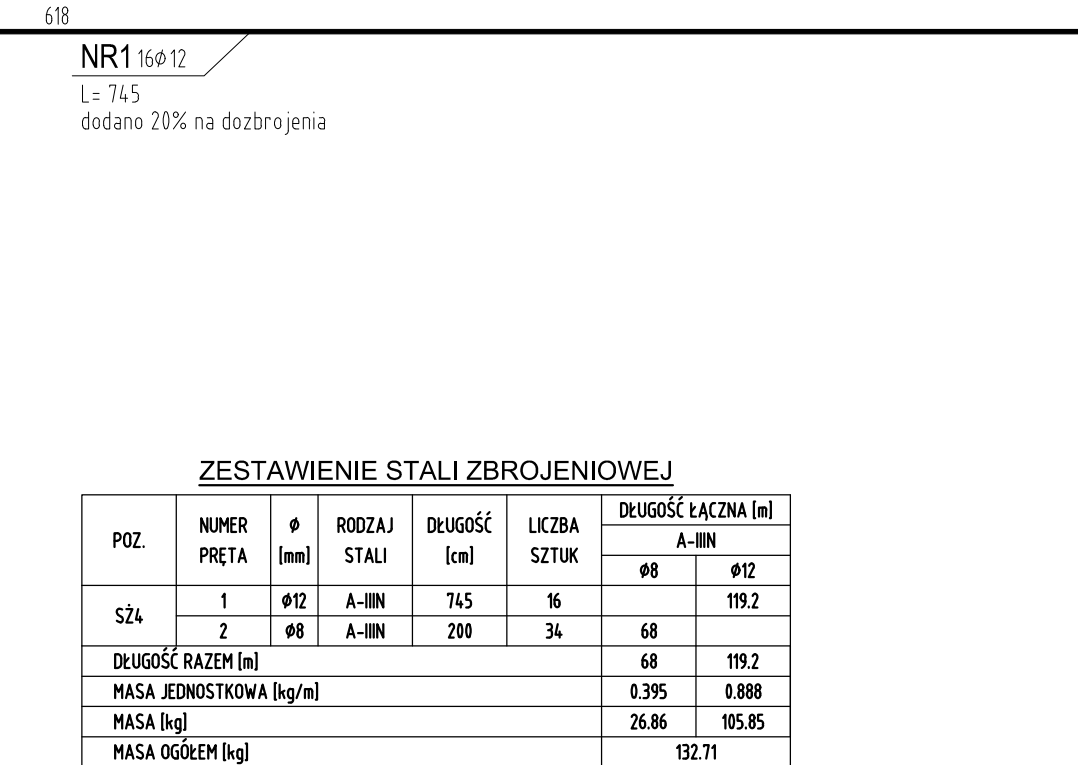 618
NR1 16ϕ12
L= 745
dodano 20% na dozbrojenia
ZESTAWIENIE STALI ZBROJENIOWEJ
POZ. NUMER PRĘTA ϕ [mm] RODZAJ STALI DŁUGOŚĆ [cm] LICZBA SZTUK DŁUGOŚĆ ŁĄCZNA [m]
A-IIIN
ϕ8 ϕ12
SŻ4 1 ϕ12 A-IIIN 745 16 119.2
2 ϕ8 A-IIIN 200 34 68
DŁUGOŚĆ RAZEM [m] 68 119.2
MASA JEDNOSTKOWA [kg/m] 0.395 0.888
MASA [kg] 26.86 105.85
MASA OGÓŁEM [kg] 132.71